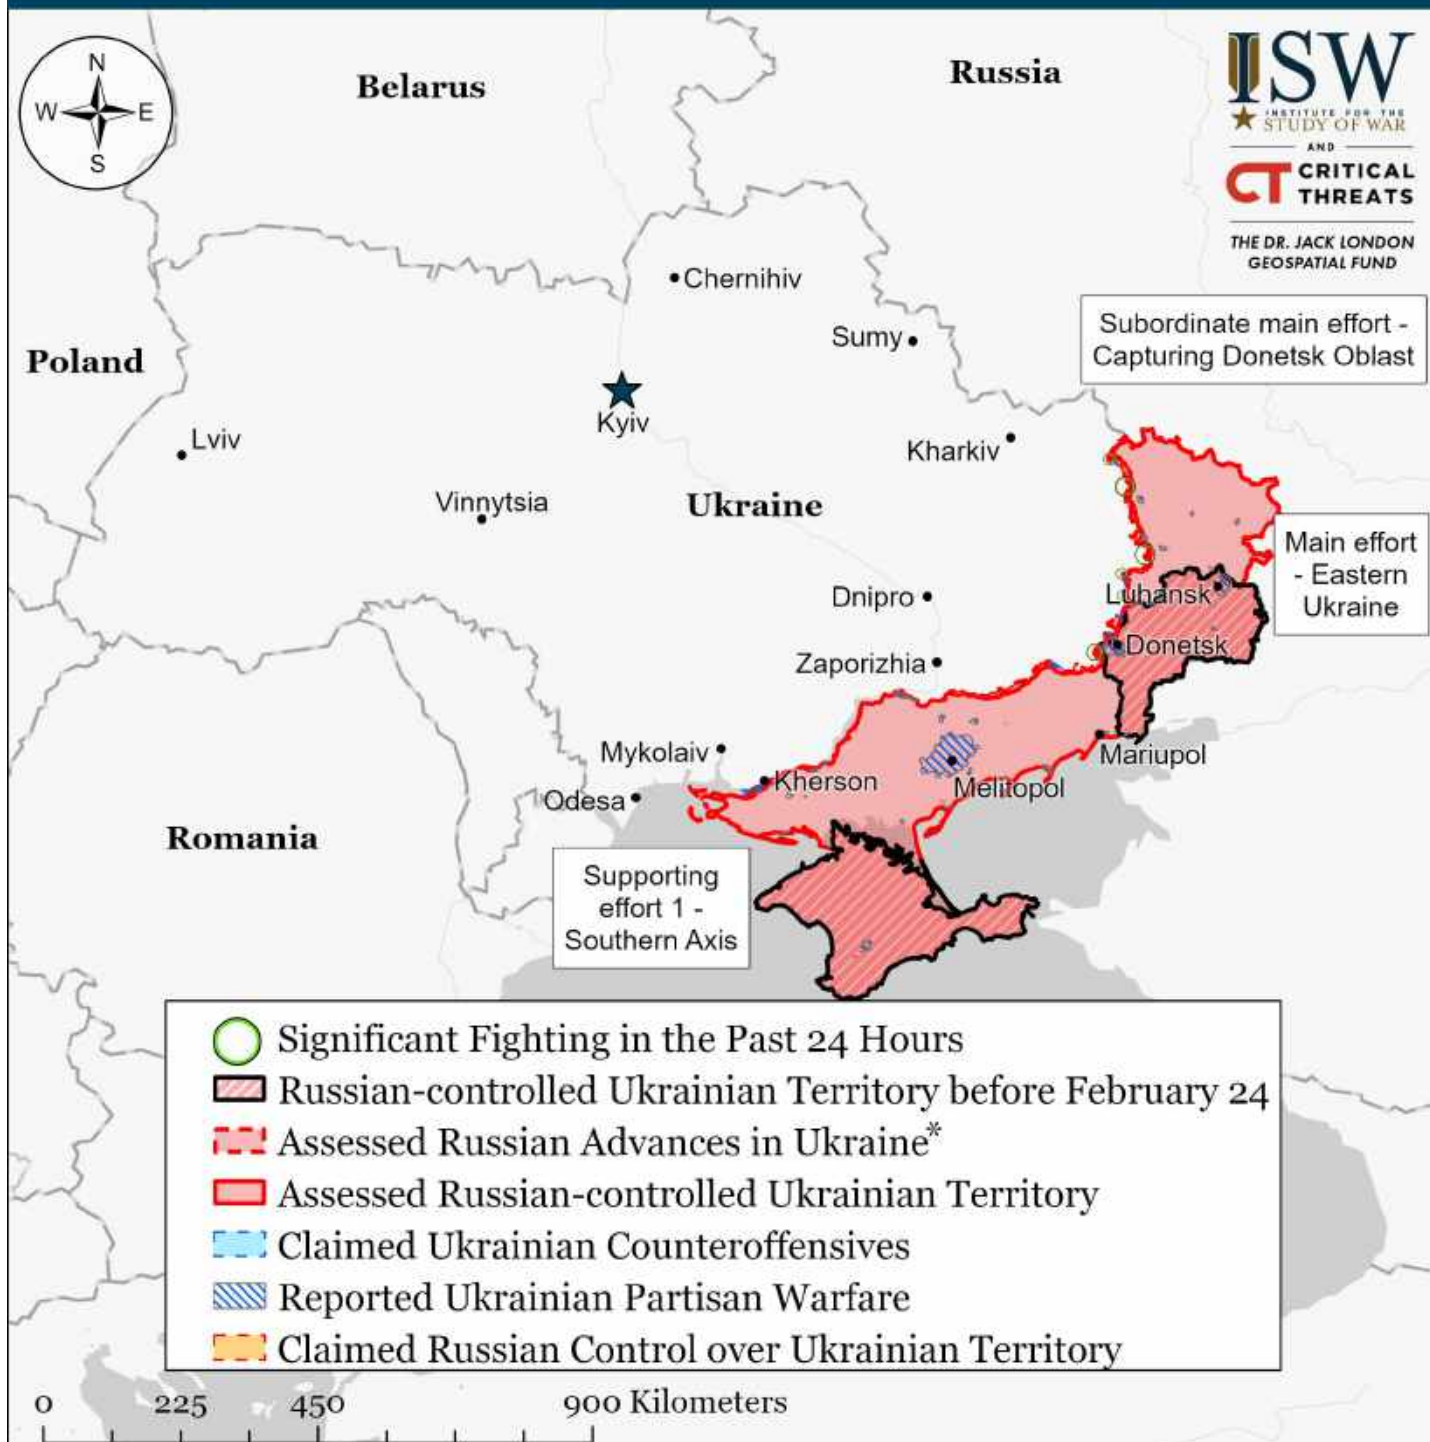 N
W
E
S
Belarus
Russia
ISW
INSTITUTE FOR THE
STUDY OF WAR
AND
CT CRITICAL
THREATS
THE DR. JACK LONDON
GEOSPATIAL FUND
Chernihiv
Subordinate main effort -
Capturing Donetsk Oblast
Sumy
Poland
Kyiv
Lviv
Kharkiv
Vinnytsia
Ukraine
Main effort
- Eastern
Ukraine
Dnipro
Luhansk
Donetsk
Zaporizhia
Mykolaiv
Mariupol
Kherson
Melitopol
Odesa
Romania
Supporting
effort 1 -
Southern Axis
Significant Fighting in the Past 24 Hours
Russian-controlled Ukrainian Territory before February 24
Assessed Russian Advances in Ukraine*
Assessed Russian-controlled Ukrainian Territory
Claimed Ukrainian Counteroffensives
Reported Ukrainian Partisan Warfare
Claimed Russian Control over Ukrainian Territory
0 225 450 900 Kilometers